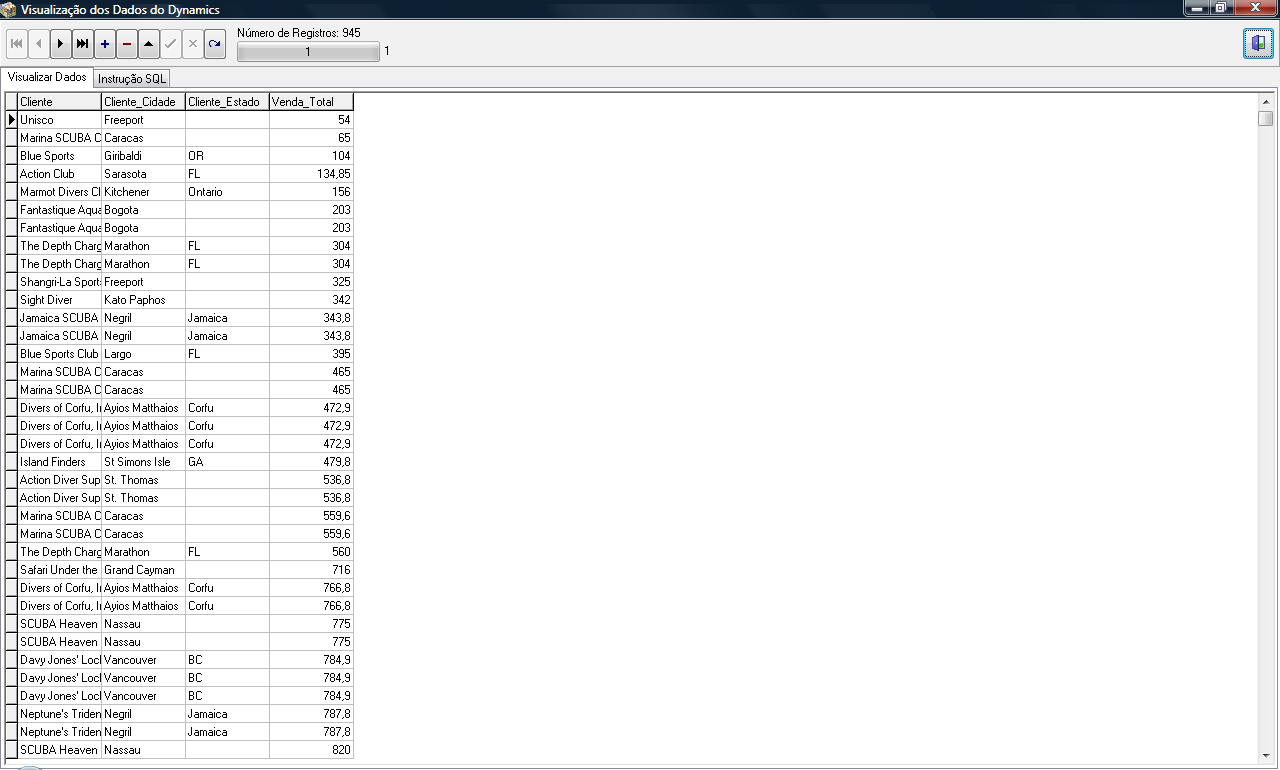 Visualização dos Dados do Dynamics
Número de Registros: 945
1 1
Visualizar Dados Instrução SQL
Cliente Cliente_Cidade Cliente_Estado Venda_Total
Unisco Freeport 54
Marina SCUBA C Caracas 65
Blue Sports Giribaldi OR 104
Action Club Sarasota FL 134,85
Marmot Divers Cl Kitchener Ontario 156
Fantastique Aqua Bogota 203
Fantastique Aqua Bogota 203
The Depth Charg Marathon FL 304
The Depth Charg Marathon FL 304
Shangri-La Sports Freeport 325
Sight Diver Kato Paphos 342
Jamaica SCUBA Negril Jamaica 343,8
Jamaica SCUBA Negril Jamaica 343,8
Blue Sports Club Largo FL 395
Marina SCUBA C Caracas 465
Marina SCUBA C Caracas 465
Divers of Corfu, In Ayios Matthaios Corfu 472,9
Divers of Corfu, In Ayios Matthaios Corfu 472,9
Divers of Corfu, In Ayios Matthaios Corfu 472,9
Island Finders St Simons Isle GA 479,8
Action Diver Sup St. Thomas 536,8
Action Diver Sup St. Thomas 536,8
Marina SCUBA C Caracas 559,6
Marina SCUBA C Caracas 559,6
The Depth Charg Marathon FL 560
Safari Under the Grand Cayman 716
Divers of Corfu, In Ayios Matthaios Corfu 766,8
Divers of Corfu, In Ayios Matthaios Corfu 766,8
SCUBA Heaven Nassau 775
SCUBA Heaven Nassau 775
Davy Jones' Lock Vancouver BC 784,9
Davy Jones' Lock Vancouver BC 784,9
Davy Jones' Lock Vancouver BC 784,9
Neptune's Triden Negril Jamaica 787,8
Neptune's Triden Negril Jamaica 787,8
SCUBA Heaven Nassau 820